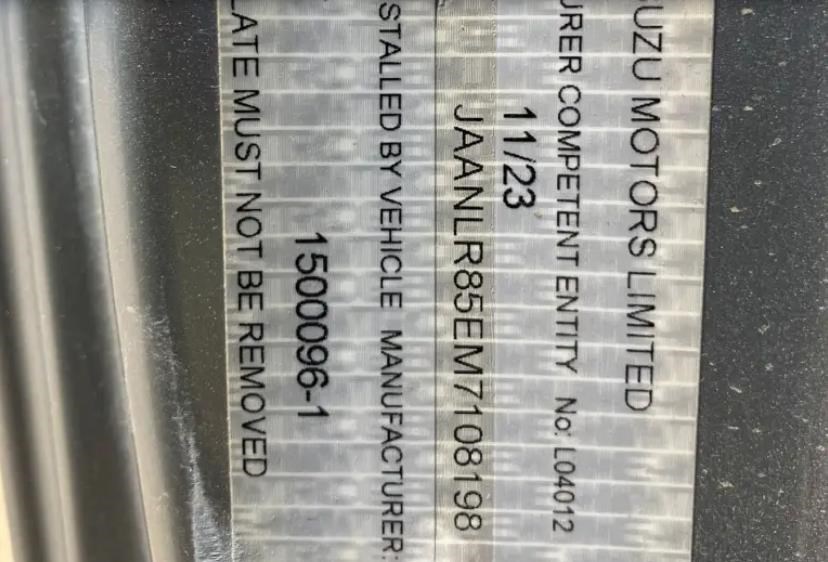 UZU MOTORS LIMITED
URER COMPETENT ENTITY No: L04012
11/23
JAANLR85EM7108198
STALLED BY VEHICLE MANUFACTURER:
1500096-1
LATE MUST NOT BE REMOVED